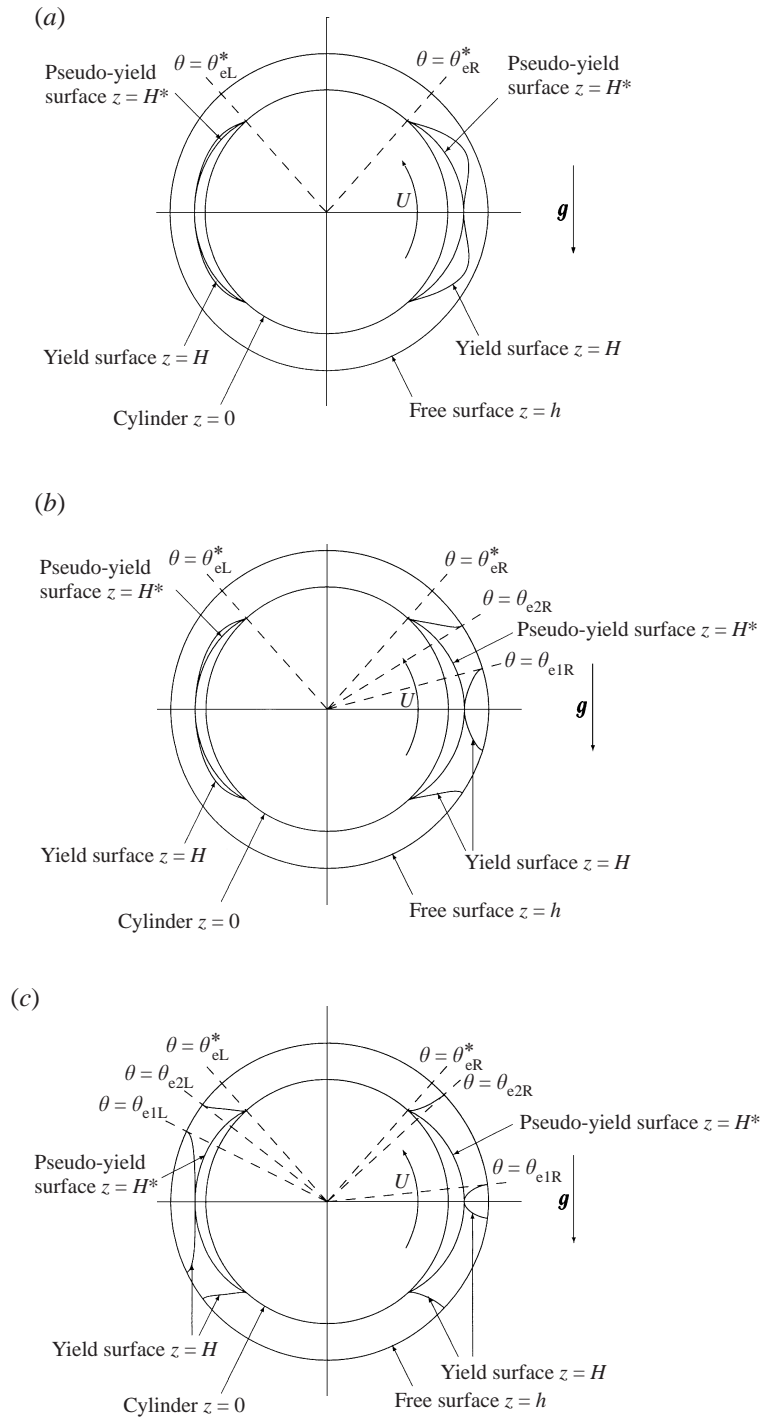 (a)
θ = θ*eL
θ = θ*eR
Pseudo-yield
surface z = H*
Pseudo-yield
surface z = H*
U
g
Yield surface z = H
Yield surface z = H
Cylinder z = 0
Free surface z = h
(b)
θ = θ*eL
θ = θ*eR
Pseudo-yield
surface z = H*
θ = θe2R
Pseudo-yield surface z = H*
θ = θe1R
U
g
Yield surface z = H
Yield surface z = H
Cylinder z = 0
Free surface z = h
(c)
θ = θ*eL
θ = θ*eR
θ = θe2L
θ = θe2R
θ = θe1L
Pseudo-yield surface z = H*
Pseudo-yield
surface z = H*
θ = θe1R
U
g
Yield surface z = H
Yield surface z = H
Cylinder z = 0
Free surface z = h